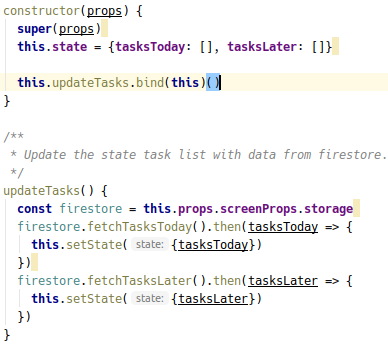 constructor(props) {
super(props)
this.state = {tasksToday: [], tasksLater: []}
this.updateTasks.bind(this)()
}
/**
* Update the state task list with data from firestore.
*/
updateTasks() {
const firestore = this.props.screenProps.storage
firestore.fetchTasksToday().then(tasksToday => {
this.setState( state: {tasksToday})
})
firestore.fetchTasksLater().then(tasksLater => {
this.setState( state: {tasksLater})
})
}